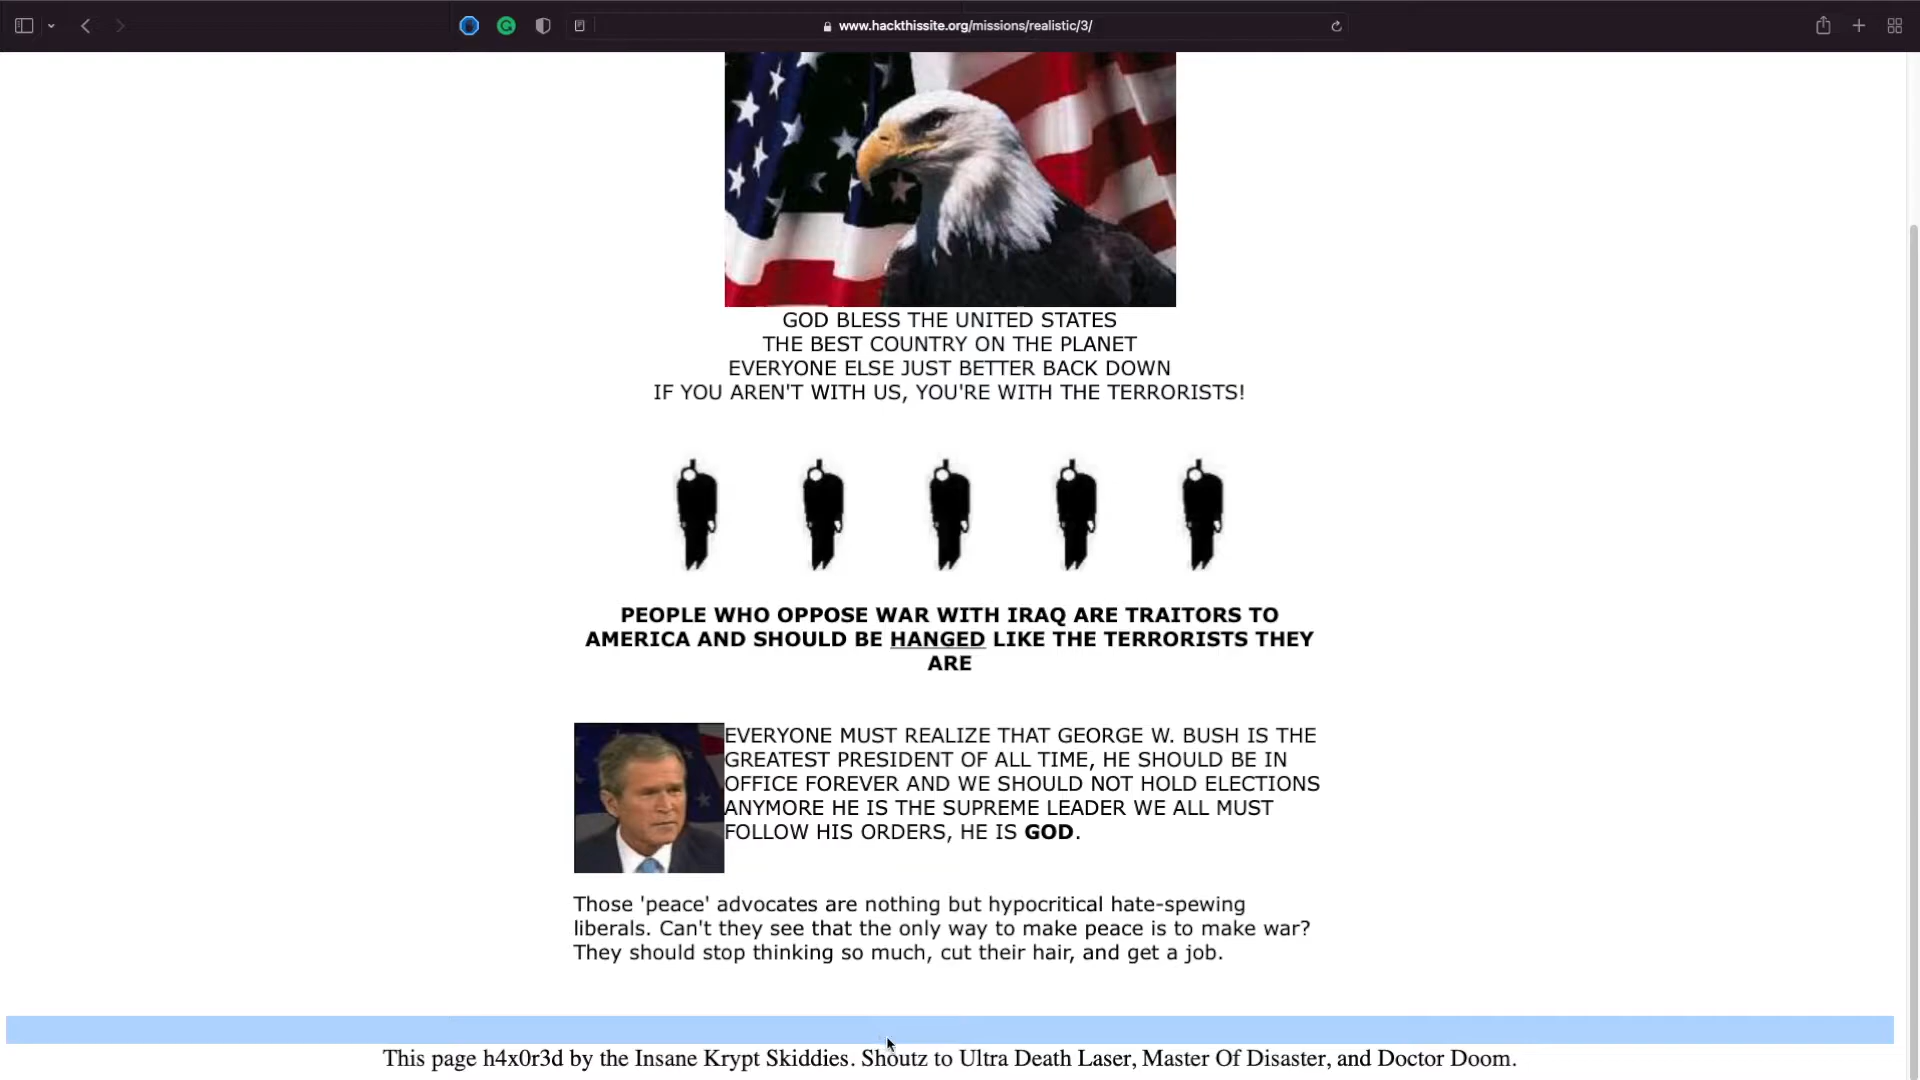 www.hackthissite.org/missions/realistic/3/
GOD BLESS THE UNITED STATES
THE BEST COUNTRY ON THE PLANET
EVERYONE ELSE JUST BETTER BACK DOWN
IF YOU AREN'T WITH US, YOU'RE WITH THE TERRORISTS!
PEOPLE WHO OPPOSE WAR WITH IRAQ ARE TRAITORS TO
AMERICA AND SHOULD BE HANGED LIKE THE TERRORISTS THEY
ARE
EVERYONE MUST REALIZE THAT GEORGE W. BUSH IS THE
GREATEST PRESIDENT OF ALL TIME, HE SHOULD BE IN
OFFICE FOREVER AND WE SHOULD NOT HOLD ELECTIONS
ANYMORE HE IS THE SUPREME LEADER WE ALL MUST
FOLLOW HIS ORDERS, HE IS GOD.
Those 'peace' advocates are nothing but hypocritical hate-spewing
liberals. Can't they see that the only way to make peace is to make war?
They should stop thinking so much, cut their hair, and get a job.
This page h4x0r3d by the Insane Krypt Skiddies. Shoutz to Ultra Death Laser, Master Of Disaster, and Doctor Doom.